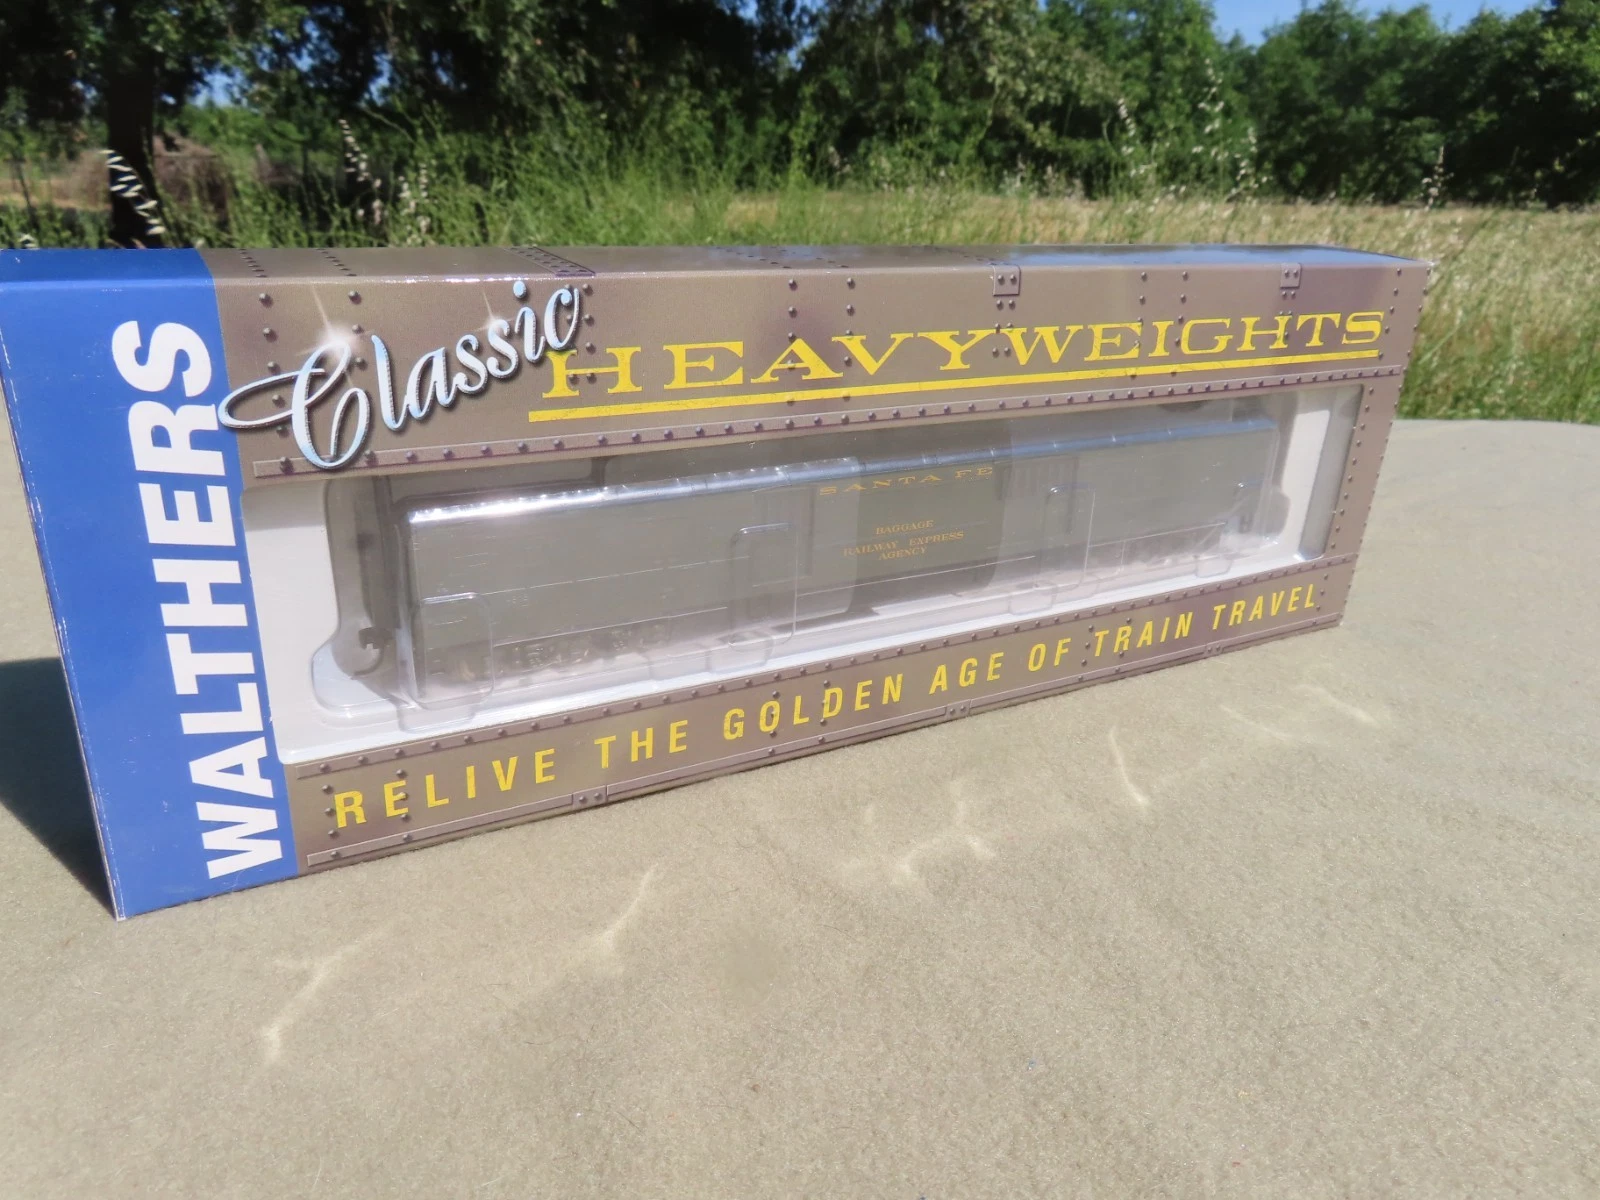 WALTHERS
Classic
HEAVYWEIGHTS
SANTA FE
BAGGAGE
RAILWAY EXPRESS
AGENCY
RELIVE THE GOLDEN AGE OF TRAIN TRAVEL